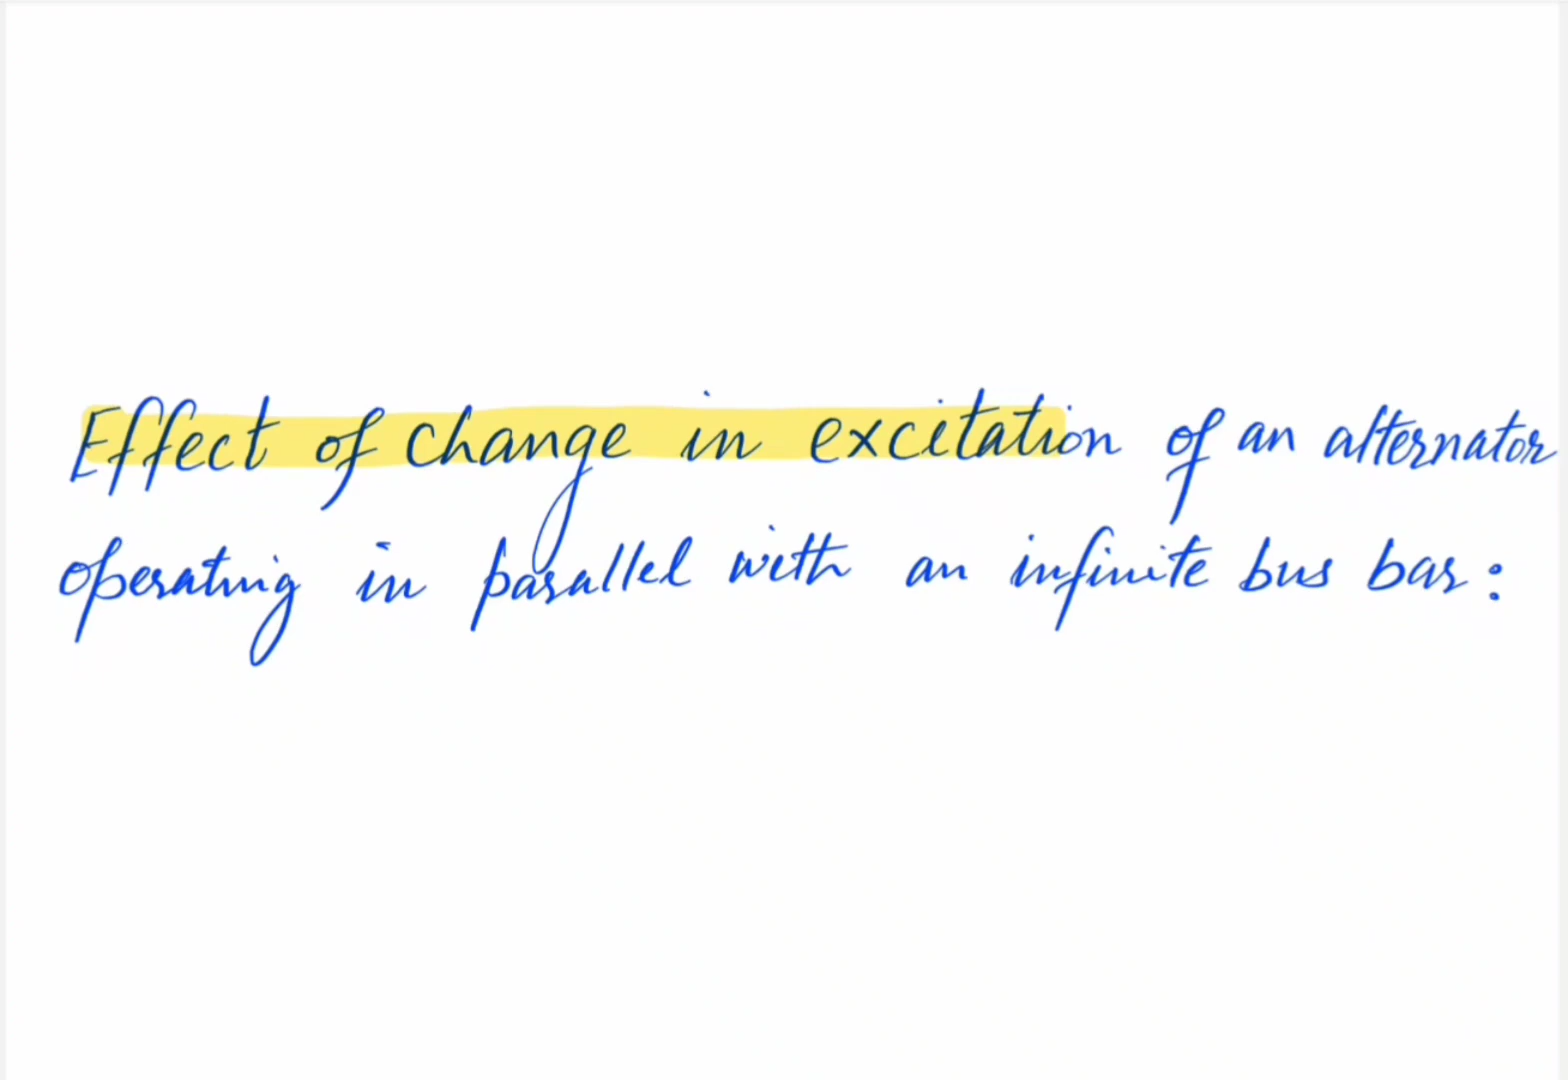 Effect of change in excitation of an alternator
operating in parallel with an infinite bus bar: